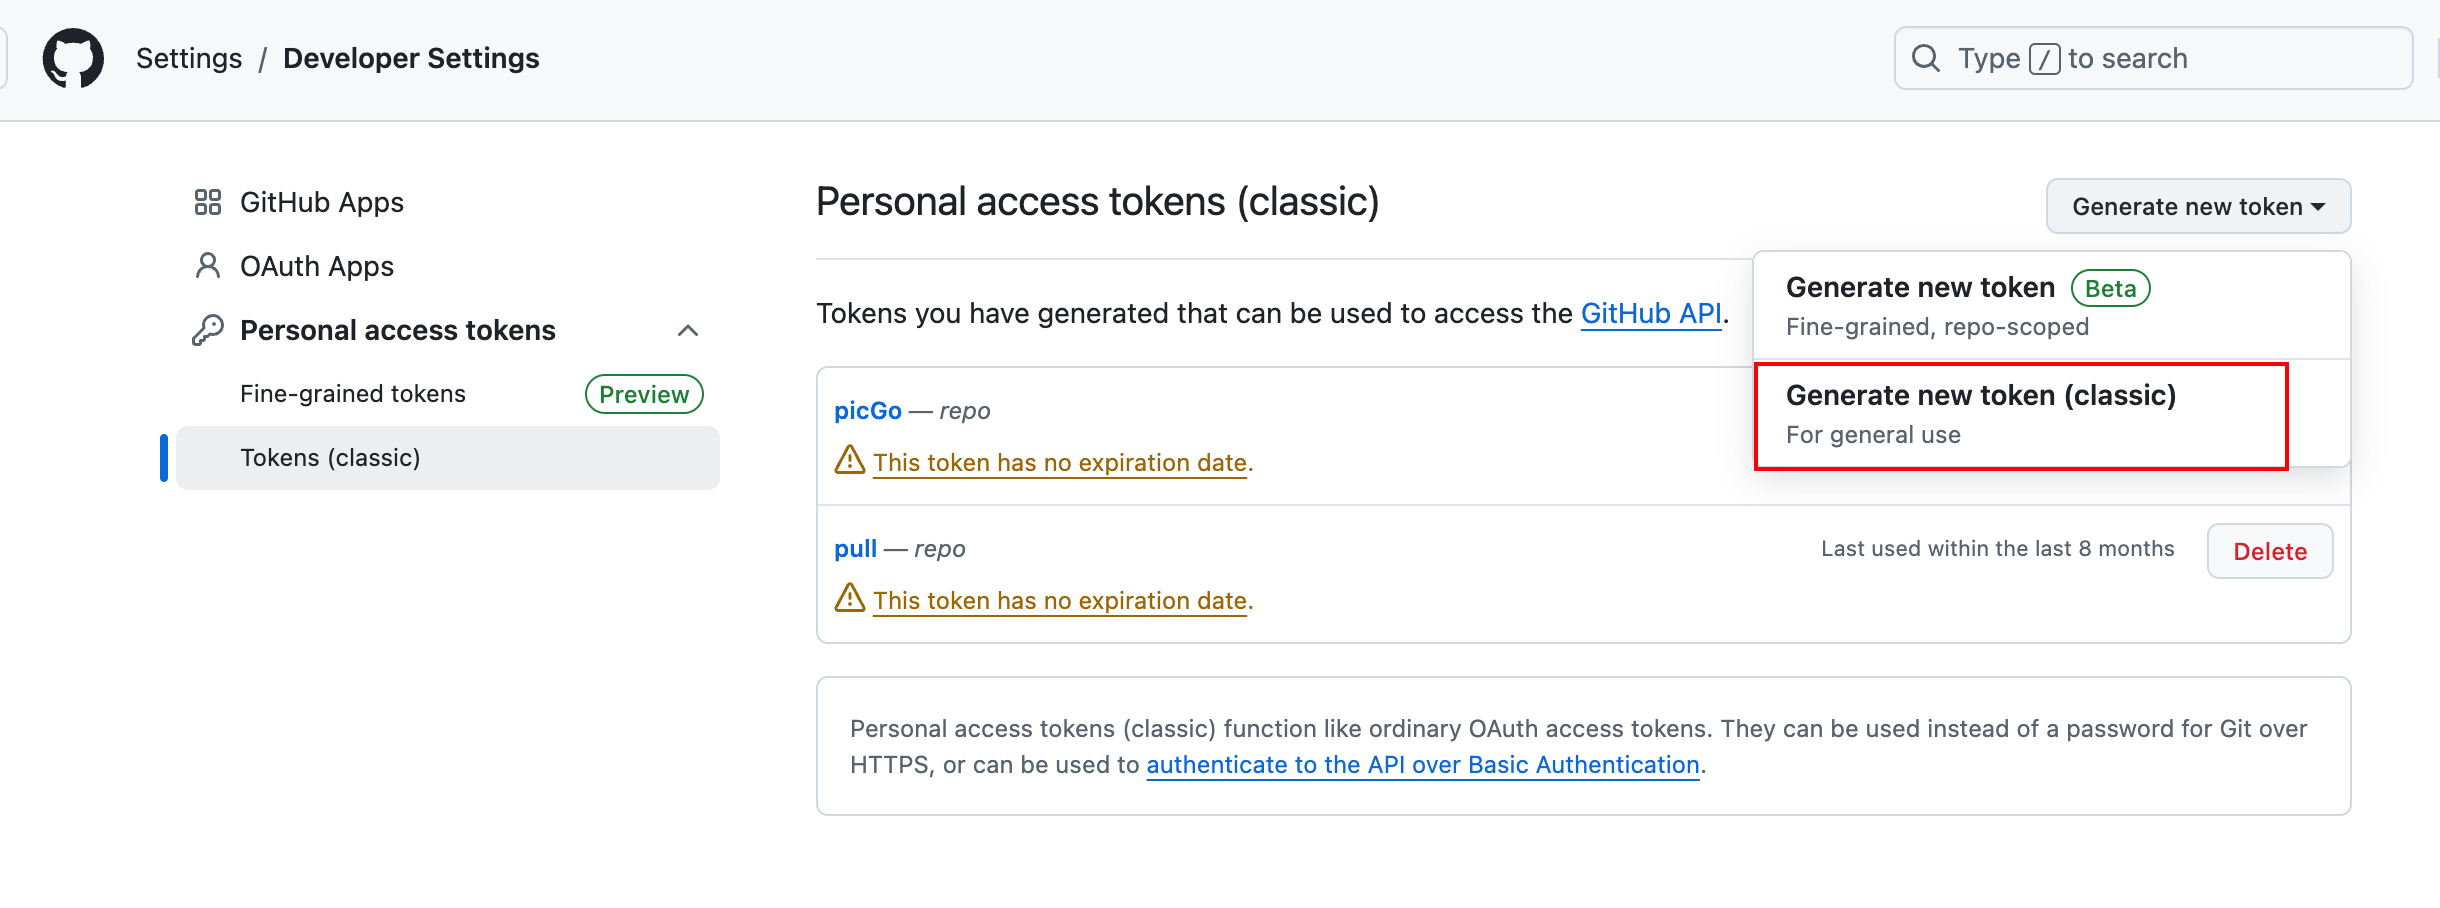 Settings / Developer Settings
Type / to search
GitHub Apps
OAuth Apps
Personal access tokens
Fine-grained tokens Preview
Tokens (classic)
Personal access tokens (classic)
Generate new token
Generate new token Beta
Fine-grained, repo-scoped
Generate new token (classic)
For general use
Tokens you have generated that can be used to access the GitHub API.
picGo — repo
This token has no expiration date.
pull — repo
Last used within the last 8 months
Delete
This token has no expiration date.
Personal access tokens (classic) function like ordinary OAuth access tokens. They can be used instead of a password for Git over
HTTPS, or can be used to authenticate to the API over Basic Authentication.